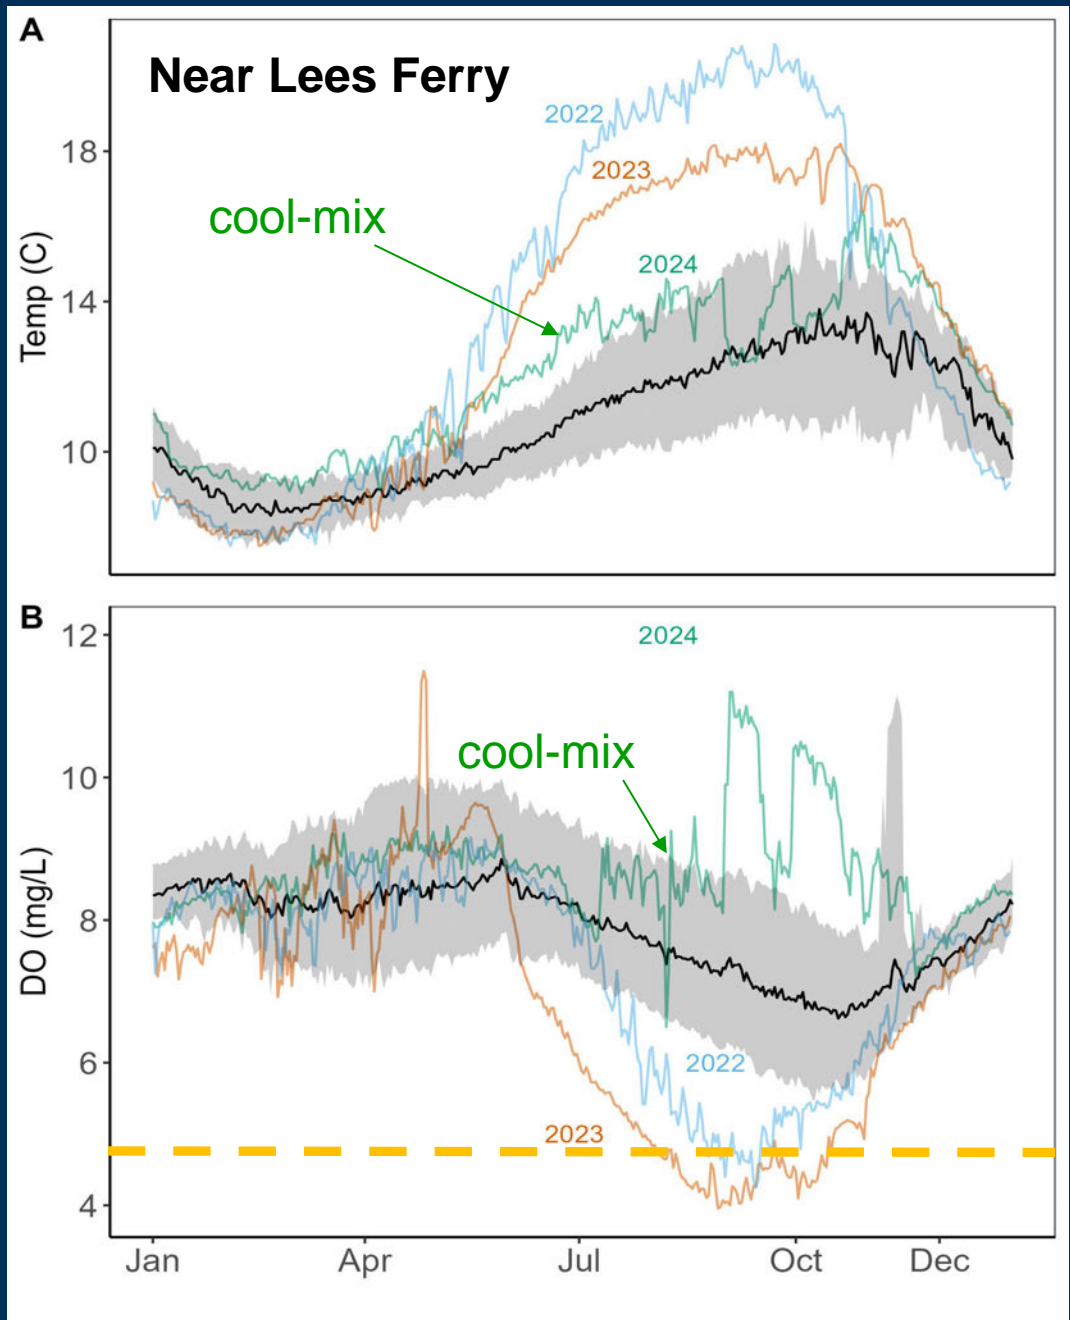 A
Near Lees Ferry
2022
18
2023
cool-mix
2024
Temp (C)
14
10
B
12
2024
10
cool-mix
DO (mg/L)
8
6
2022
2023
4
Jan Apr Jul Oct Dec